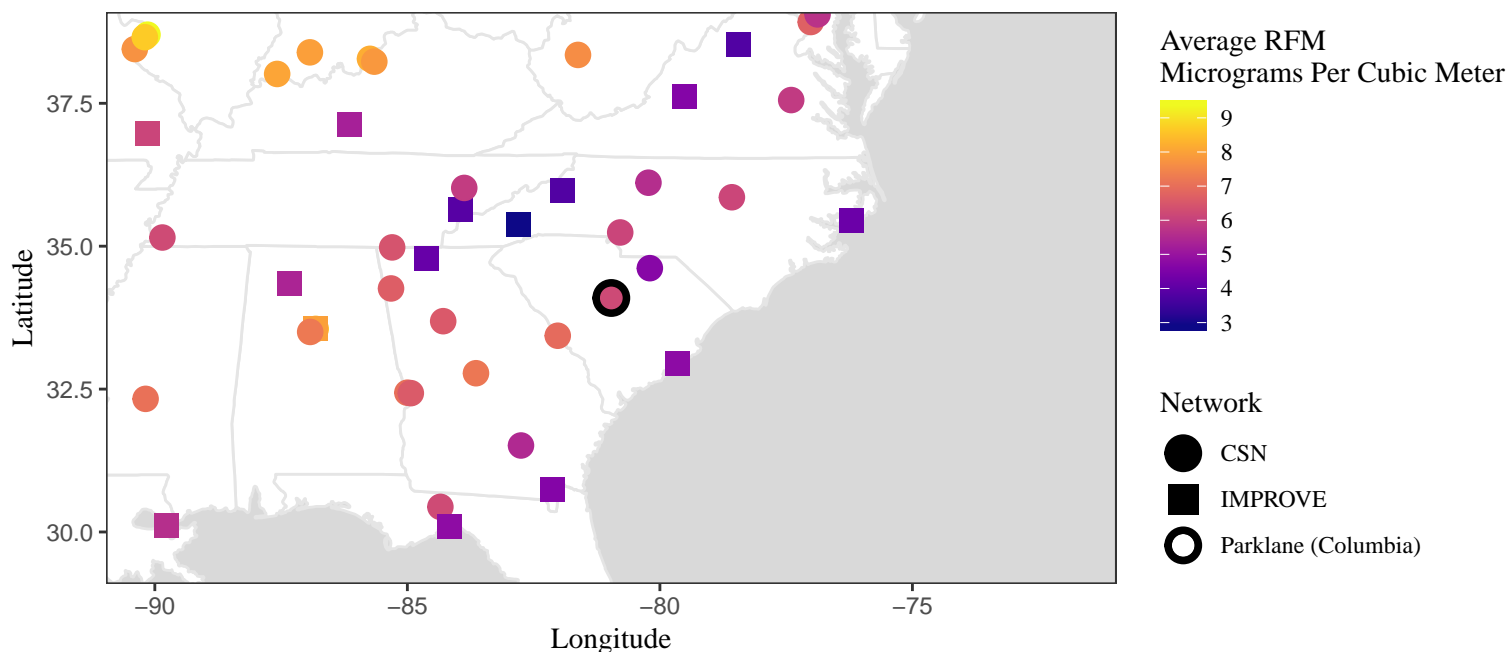 37.5
35.0
32.5
30.0
Latitude
−90
−85
−80
−75
Longitude
Average RFM
Micrograms Per Cubic Meter
9
8
7
6
5
4
3
Network
CSN
IMPROVE
Parklane (Columbia)